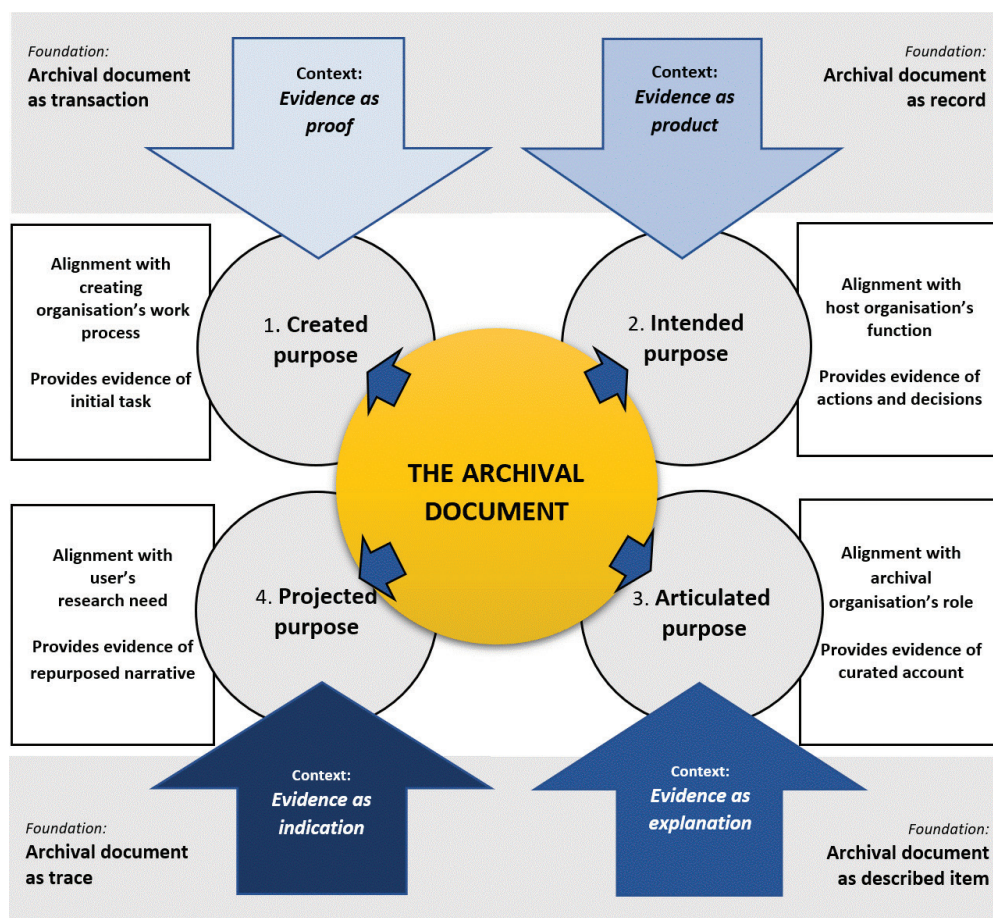 Foundation:
Archival document
as transaction
Context:
Evidence as
proof
Context:
Evidence as
product
Foundation:
Archival document
as record
Alignment with
creating
organisation's work
process
Provides evidence of
initial task
1. Created
purpose
2. Intended
purpose
Alignment with
host organisation's
function
Provides evidence of
actions and decisions
THE ARCHIVAL
DOCUMENT
Alignment with
user's
research need
Provides evidence of
repurposed narrative
4. Projected
purpose
3. Articulated
purpose
Alignment with
archival
organisation's role
Provides evidence of
curated account
Foundation:
Archival document
as trace
Context:
Evidence as
indication
Context:
Evidence as
explanation
Foundation:
Archival document
as described item